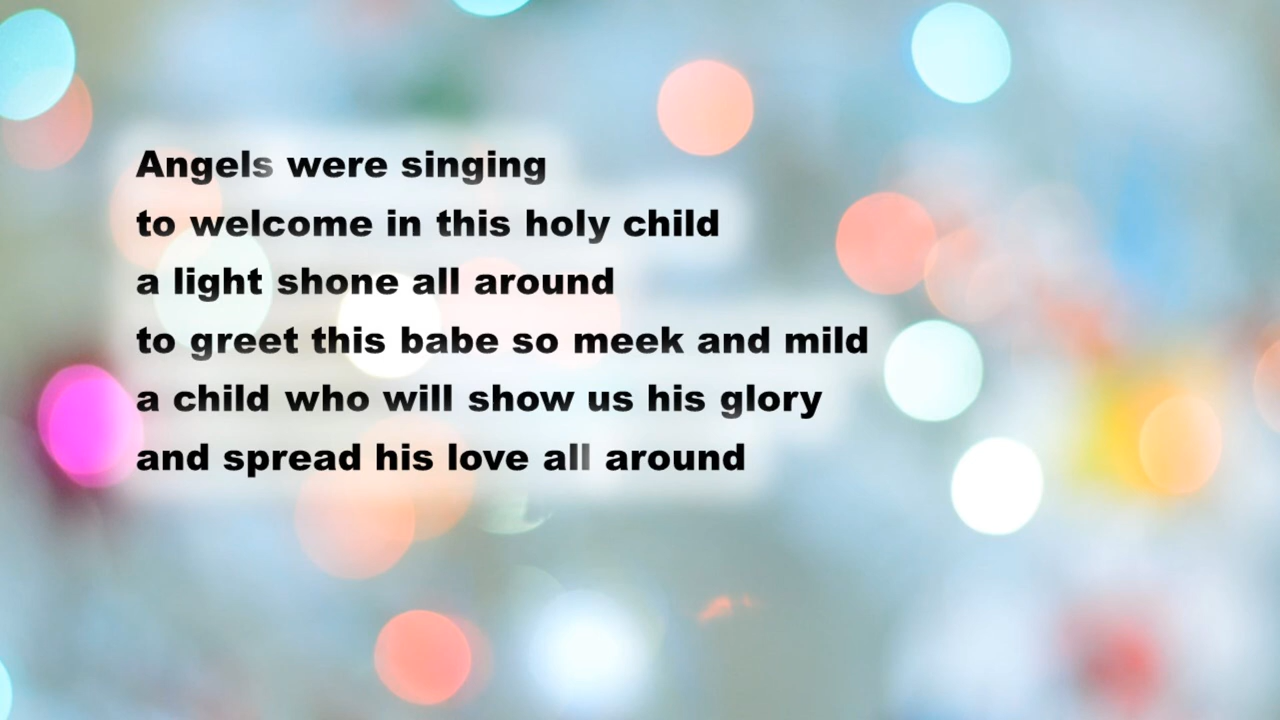 Angels were singing
to welcome in this holy child
a light shone all around
to greet this babe so meek and mild
a child who will show us his glory
and spread his love all around